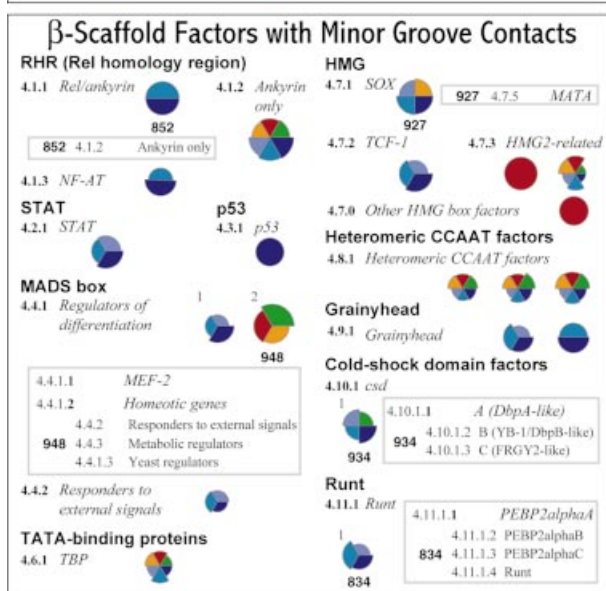 β-Scaffold Factors with Minor Groove Contacts
RHR (Rel homology region)
4.1.1 Rel/ankyrin
852
4.1.2 Ankyrin
only
852 4.1.2 Ankyrin only
4.1.3 NF-AT
STAT
4.2.1 STAT
p53
4.3.1 p53
MADS box
4.4.1 Regulators of
differentiation
1
2
948
4.4.1.1 MEF-2
4.4.1.2 Homeotic genes
4.4.2 Responders to external signals
948 4.4.3 Metabolic regulators
4.4.1.3 Yeast regulators
4.4.2 Responders to
external signals
TATA-binding proteins
4.6.1 TBP
HMG
4.7.1 SOX
927
927 4.7.5 MATA
4.7.2 TCF-1
4.7.3 HMG2-related
4.7.0 Other HMG box factors
Heteromeric CCAAT factors
4.8.1 Heteromeric CCAAT factors
Grainyhead
4.9.1 Grainyhead
Cold-shock domain factors
4.10.1 csd
1
934
4.10.1.1 A (DbpA-like)
934 4.10.1.2 B (YB-1/DbpB-like)
4.10.1.3 C (FRGY2-like)
Runt
4.11.1 Runt
1
834
4.11.1.1 PEBP2alphaA
4.11.1.2 PEBP2alphaB
834 4.11.1.3 PEBP2alphaC
4.11.1.4 Runt